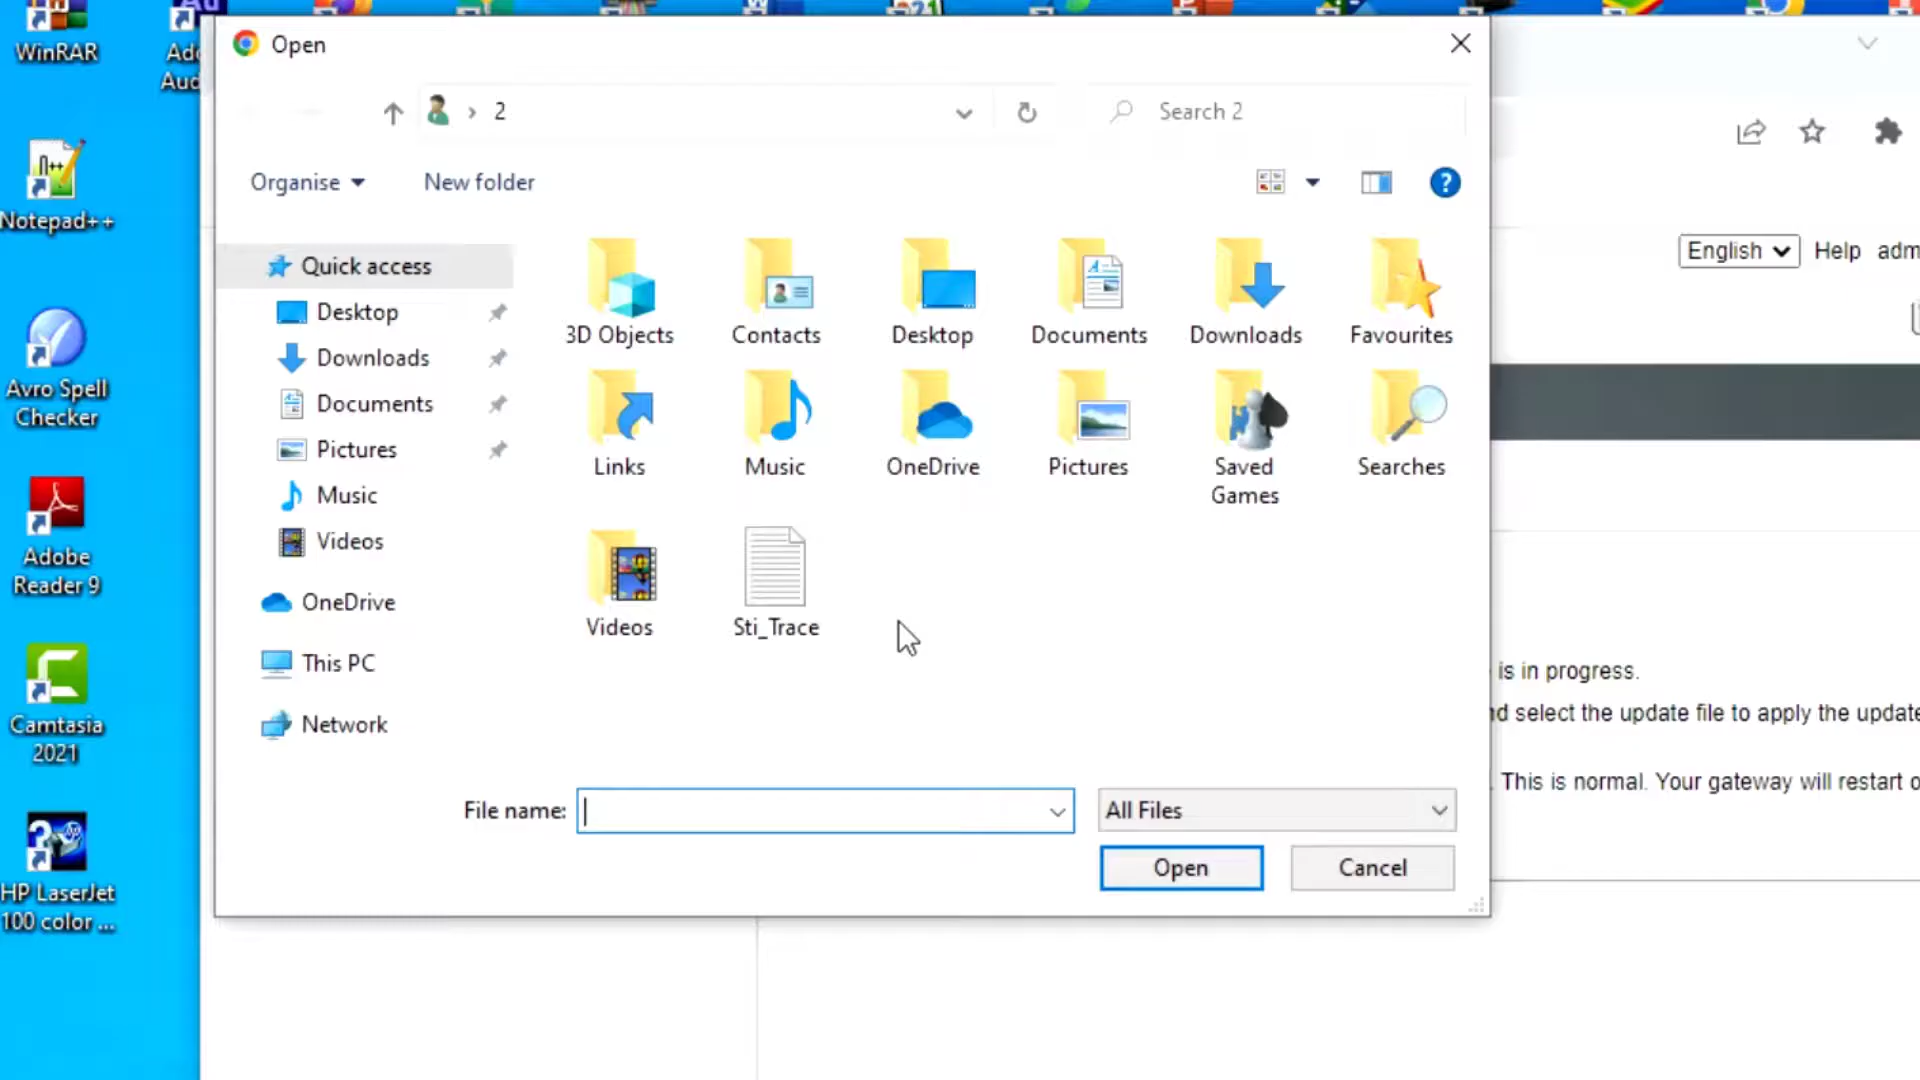 WinRAR
Notepad++
Avro Spell
Checker
Adobe
Reader 9
Camtasia
2021
HP LaserJet
100 color ...
Open
2
Search 2
Organise
New folder
Quick access
Desktop
Downloads
Documents
Pictures
Music
Videos
OneDrive
This PC
Network
3D Objects
Contacts
Desktop
Documents
Downloads
Favourites
Links
Music
OneDrive
Pictures
Saved
Games
Searches
Videos
Sti_Trace
File name:
All Files
Open
Cancel
English
Help
is in progress.
select the update file to apply the update
This is normal. Your gateway will restart